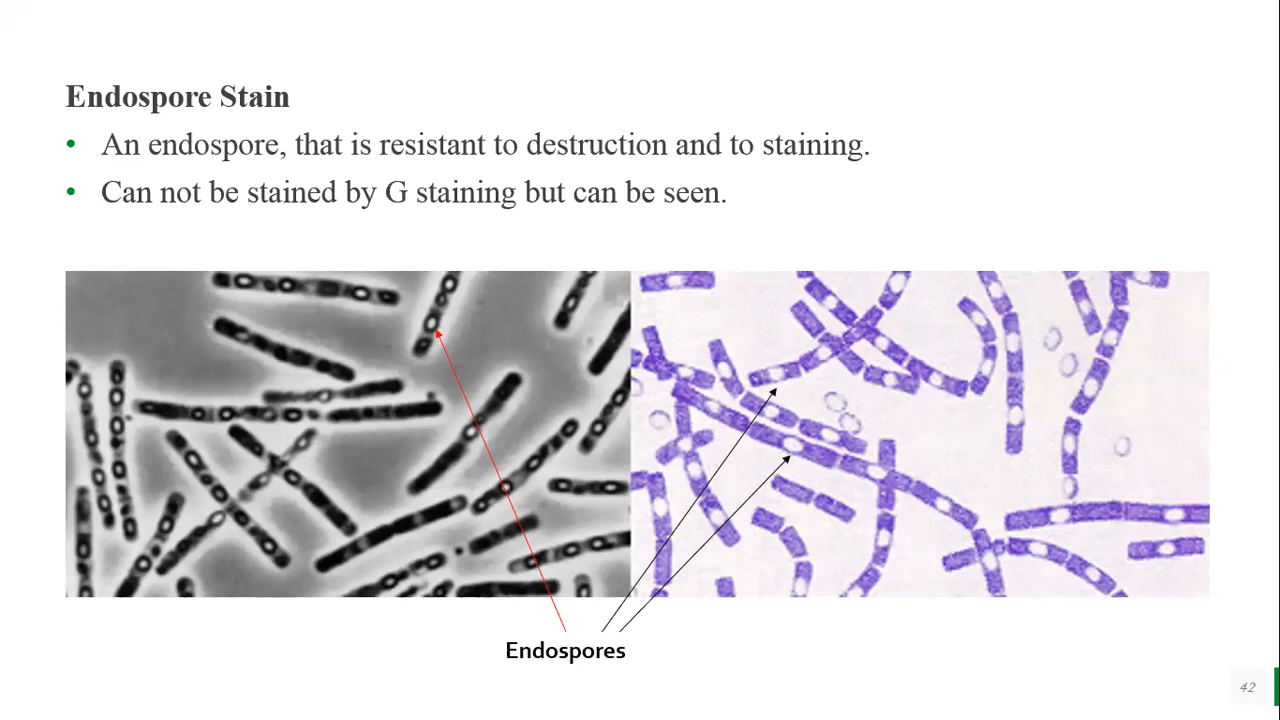 Endospore Stain
• An endospore, that is resistant to destruction and to staining.
• Can not be stained by G staining but can be seen.
Endospores
42